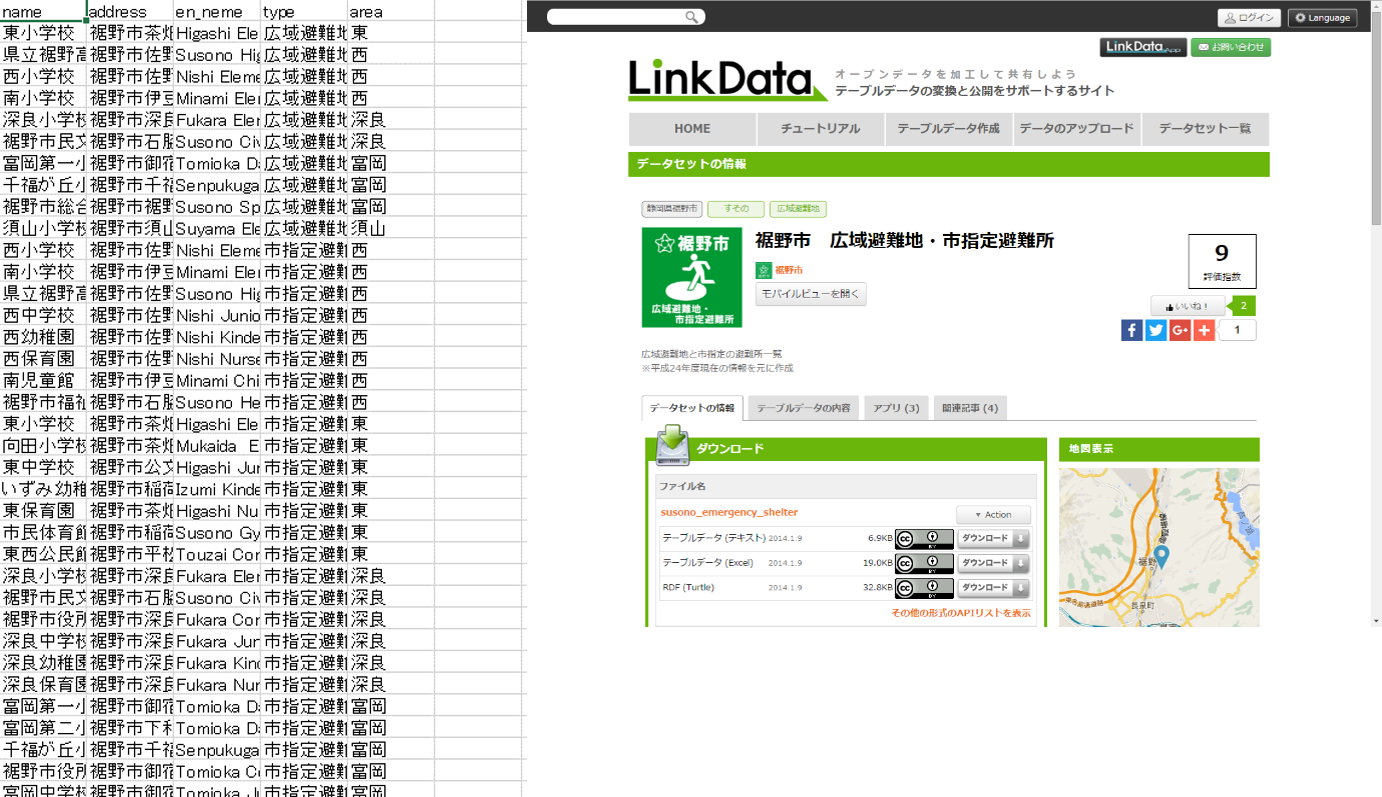 name address en_neme type area
東小学校 裾野市茶畑 Higashi Ele 広域避難地 東
県立裾野高 裾野市佐野 Susono Hig 広域避難地 西
西小学校 裾野市佐野 Nishi Eleme 広域避難地 西
南小学校 裾野市伊豆 Minami Eler 広域避難地 西
深良小学校 裾野市深良 Fukara Eler 広域避難地 深良
裾野市民文 裾野市石脇 Susono Civ 広域避難地 深良
富岡第一小 裾野市御宿 Tomioka Da 広域避難地 富岡
千福が丘小 裾野市千福 Senpukuga 広域避難地 富岡
裾野市総合 裾野市裾野 Susono Sp 広域避難地 富岡
須山小学校 裾野市須山 Suyama Ele 広域避難地 須山
西小学校 裾野市佐野 Nishi Eleme 市指定避難 西
南小学校 裾野市伊豆 Minami Eler 市指定避難 西
県立裾野高 裾野市佐野 Susono Hig 市指定避難 西
西中学校 裾野市佐野 Nishi Junio 市指定避難 西
西幼稚園 裾野市佐野 Nishi Kinde 市指定避難 西
西保育園 裾野市佐野 Nishi Nurse 市指定避難 西
南児童館 裾野市伊豆 Minami Chi 市指定避難 西
裾野市福祉 裾野市石脇 Susono He 市指定避難 西
東小学校 裾野市茶畑 Higashi Ele 市指定避難 東
向田小学校 裾野市茶畑 Mukaida E 市指定避難 東
東中学校 裾野市公文 Higashi Jun 市指定避難 東
いずみ幼稚 裾野市稲荷 Izumi Kinde 市指定避難 東
東保育園 裾野市茶畑 Higashi Nu 市指定避難 東
市民体育館 裾野市稲荷 Susono Gy 市指定避難 東
東西公民館 裾野市平松 Touzai Cor 市指定避難 東
深良小学校 裾野市深良 Fukara Eler 市指定避難 深良
裾野市民文 裾野市石脇 Susono Civ 市指定避難 深良
裾野市役所 裾野市深良 Fukara Cor 市指定避難 深良
深良中学校 裾野市深良 Fukara Jun 市指定避難 深良
深良幼稚園 裾野市深良 Fukara Kind 市指定避難 深良
深良保育園 裾野市深良 Fukara Nur 市指定避難 深良
富岡第一小 裾野市御宿 Tomioka Da 市指定避難 富岡
富岡第二小 裾野市下和 Tomioka Da 市指定避難 富岡
千福が丘小 裾野市千福 Senpukuga 市指定避難 富岡
裾野市役所 裾野市御宿 Tomioka Co 市指定避難 富岡
富岡中学校 裾野市御宿 Tomioka Ju 市指定避難 富岡
ログイン Language
LinkData App お問い合わせ
LinkData
オープンデータを加工して共有しよう
テーブルデータの変換と公開をサポートするサイト
HOME チュートリアル テーブルデータ作成 データのアップロード データセット一覧
データセットの情報
静岡県裾野市 すその 広域避難地
裾野市
広域避難地・
市指定避難所
裾野市 広域避難地・市指定避難所
裾野市
モバイルビューを開く
9
評価指数
いいね! 2
f G+ + 1
広域避難地と市指定の避難所一覧
※平成24年度現在の情報を元に作成
データセットの情報 テーブルデータの内容 アプリ (3) 関連記事 (4)
ダウンロード
ファイル名
susono_emergency_shelter ▼ Action
テーブルデータ (テキスト) 2014.1.9 6.9KB cc BY ダウンロード
テーブルデータ (Excel) 2014.1.9 19.0KB cc BY ダウンロード
RDF (Turtle) 2014.1.9 32.8KB cc BY ダウンロード
その他の形式のAPIリストを表示
地図表示
裾野
長泉町